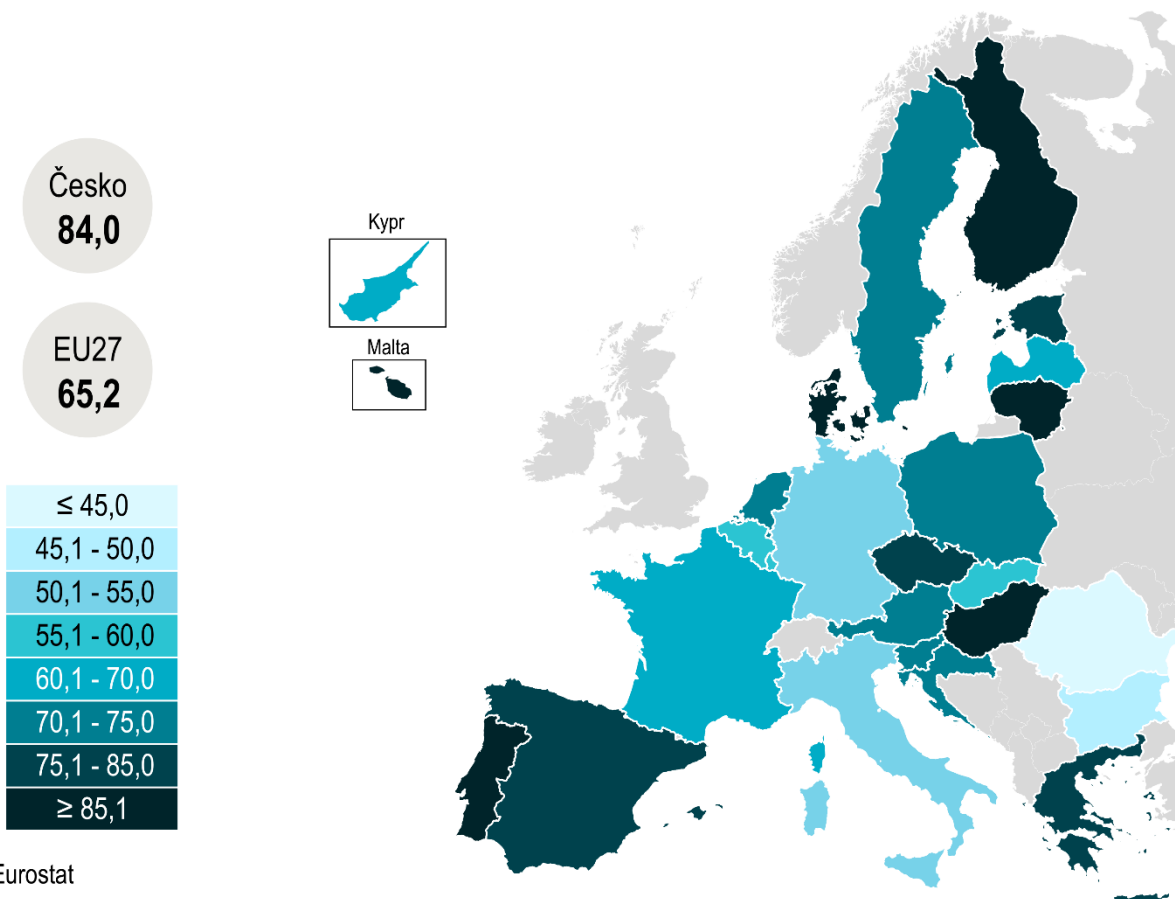 Česko
84,0
Kypr
EU27
65,2
Malta
≤ 45,0
45,1 - 50,0
50,1 - 55,0
55,1 - 60,0
60,1 - 70,0
70,1 - 75,0
75,1 - 85,0
≥ 85,1
Eurostat